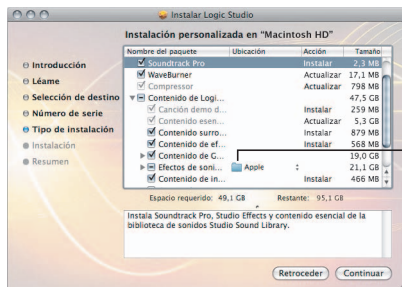 Instalar Logic Studio
Instalación personalizada en “Macintosh HD”
Nombre del paquete Ubicación Acción Tamaño
Soundtrack Pro Instalar 2,3 MB
WaveBurner Actualizar 17,1 MB
Compressor Actualizar 798 MB
Contenido de Logi... 47,5 GB
Canción demo d... Instalar 259 MB
Contenido esen... Actualizar 5,3 GB
Contenido surro... Instalar 879 MB
Contenido de ef... Instalar 568 MB
Contenido de G... 19,0 GB
Efectos de soni... Apple 21,1 GB
Contenido de in... Instalar 466 MB
Introducción
Léame
Selección de destino
Número de serie
Tipo de instalación
Instalación
Resumen
Espacio requerido: 49,1 GB Restante: 95,1 GB
Instala Soundtrack Pro, Studio Effects y contenido esencial de la
biblioteca de sonidos Studio Sound Library.
Retroceder Continuar